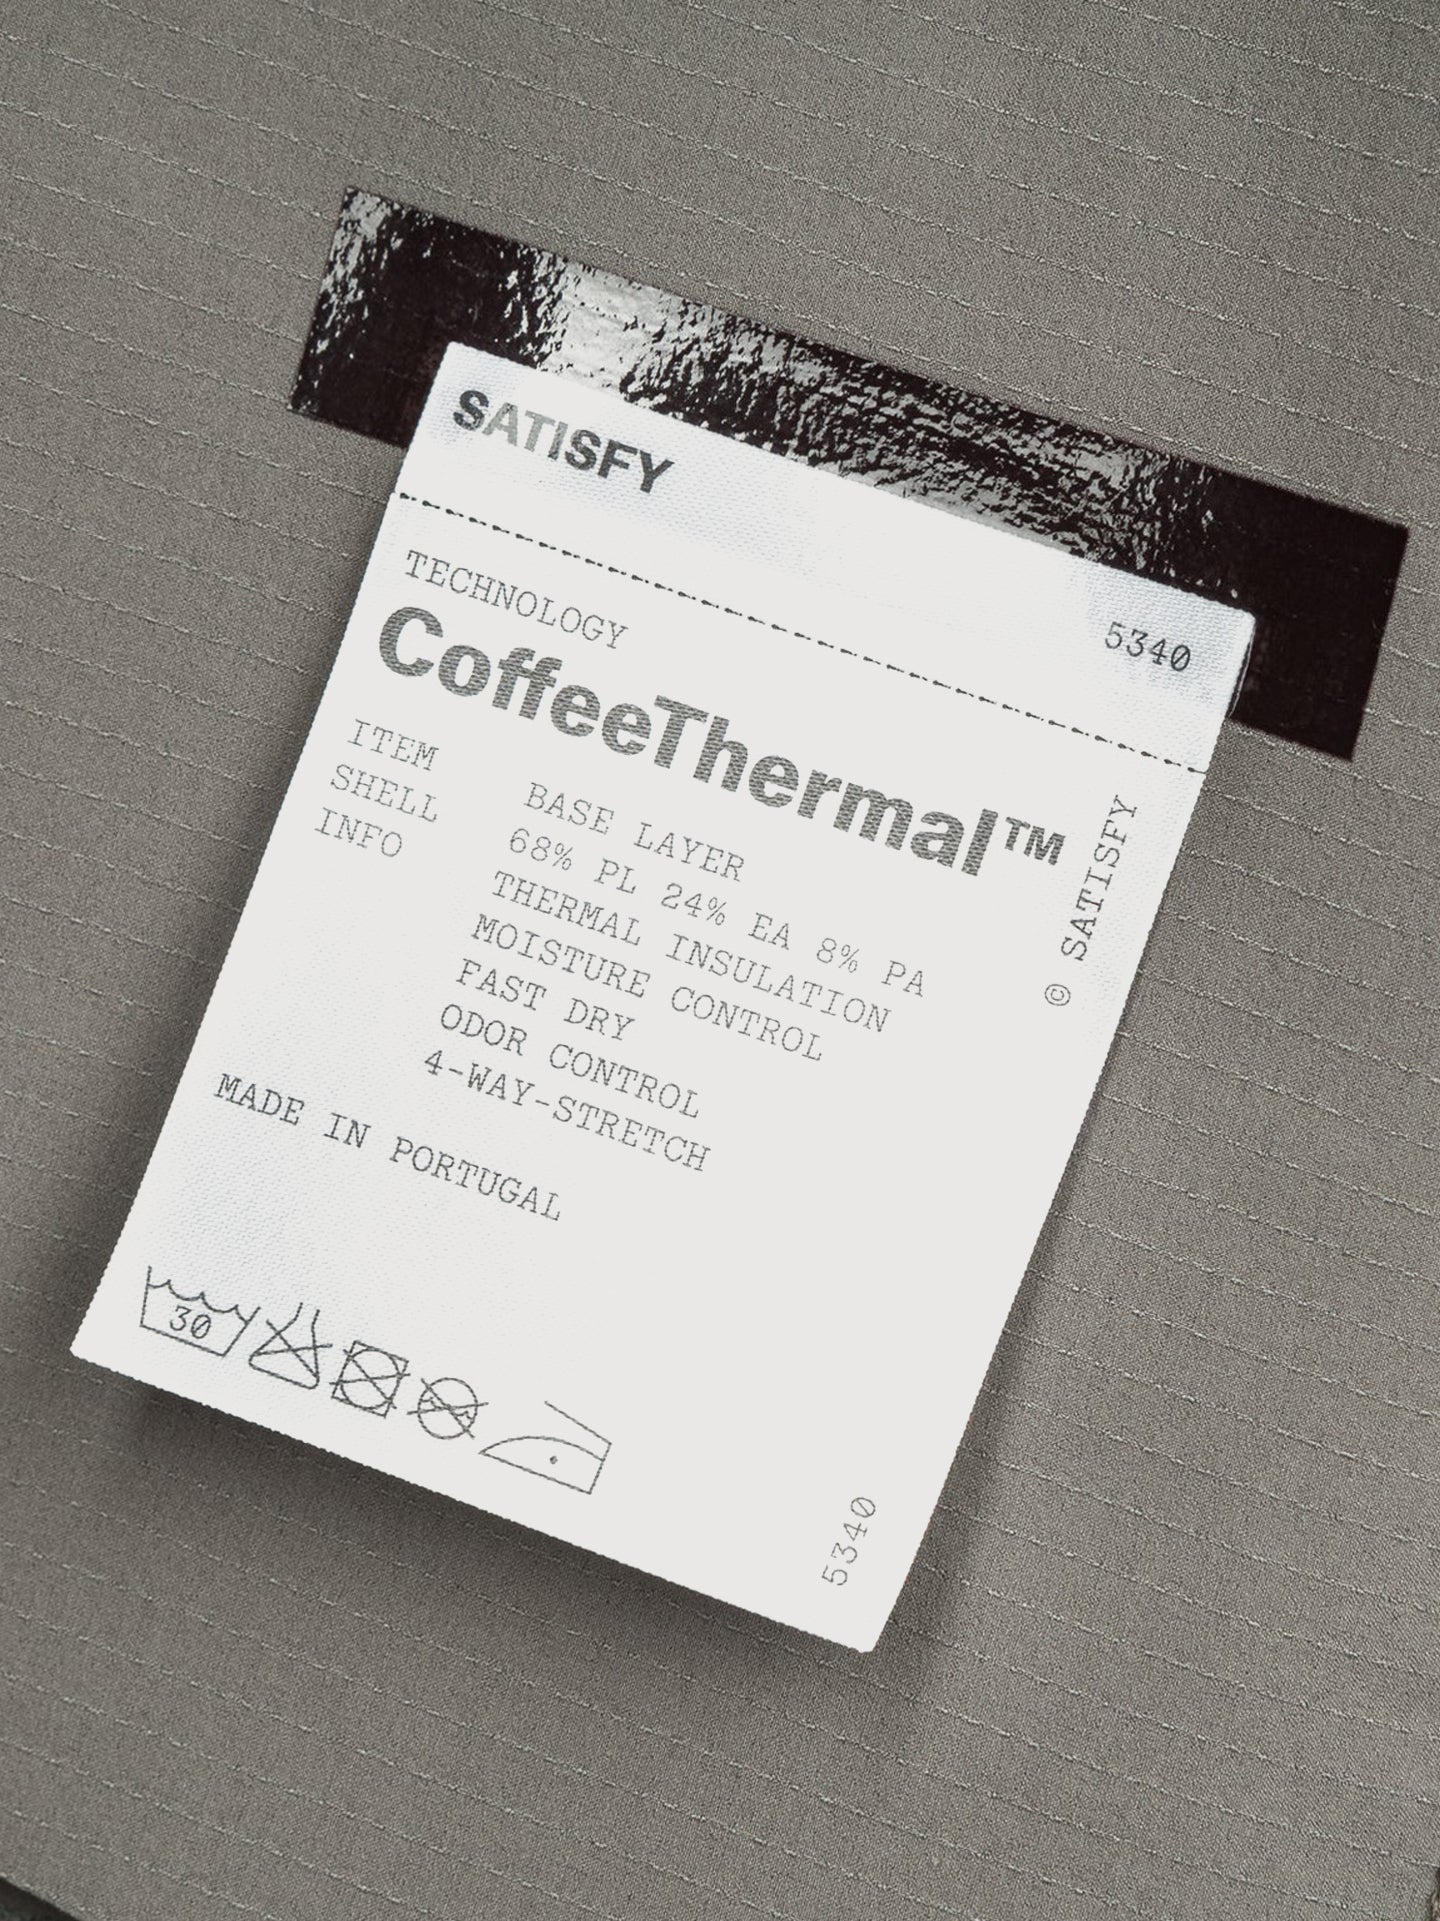 SATISFY
5340
TECHNOLOGY
CoffeeThermal™
ITEM BASE LAYER
SHELL 68% PL 24% EA 8% PA
INFO THERMAL INSULATION
MOISTURE CONTROL
FAST DRY
ODOR CONTROL
4-WAY-STRETCH
© SATISFY
MADE IN PORTUGAL
30
5340